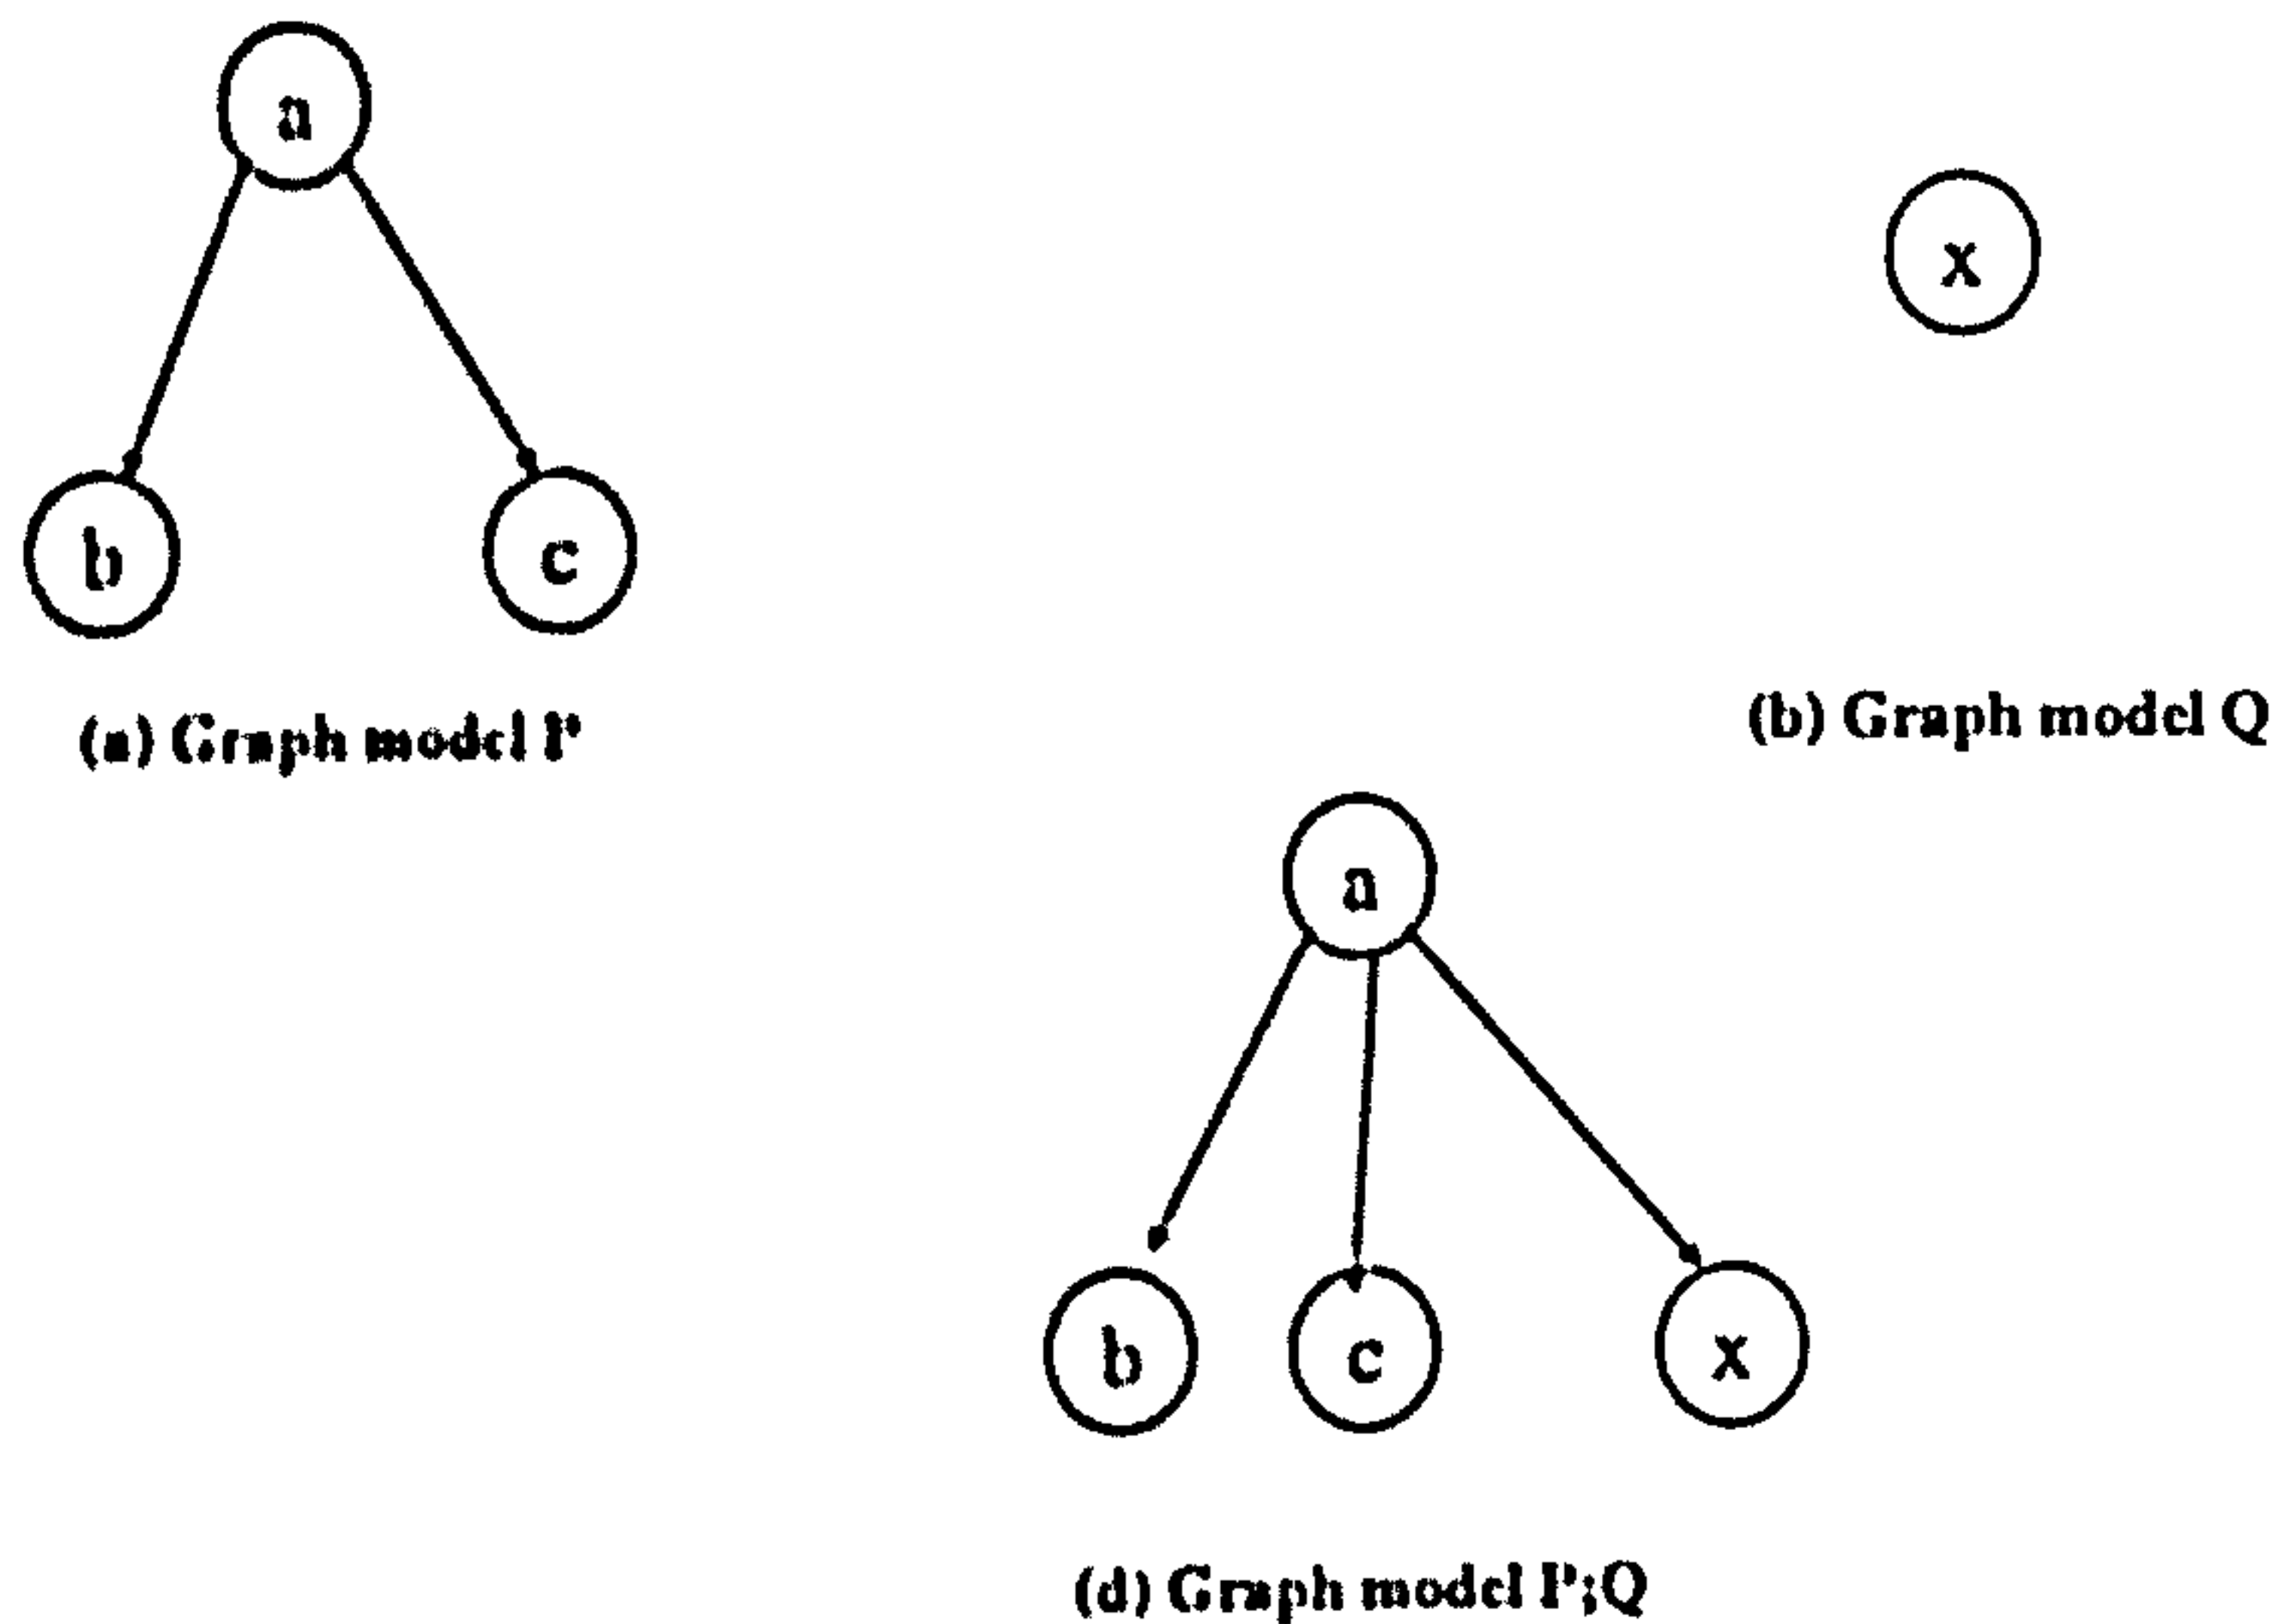 a
b
c
x
(a) Graph model P
(b) Graph model Q
a
b
c
x
(d) Graph model P;Q